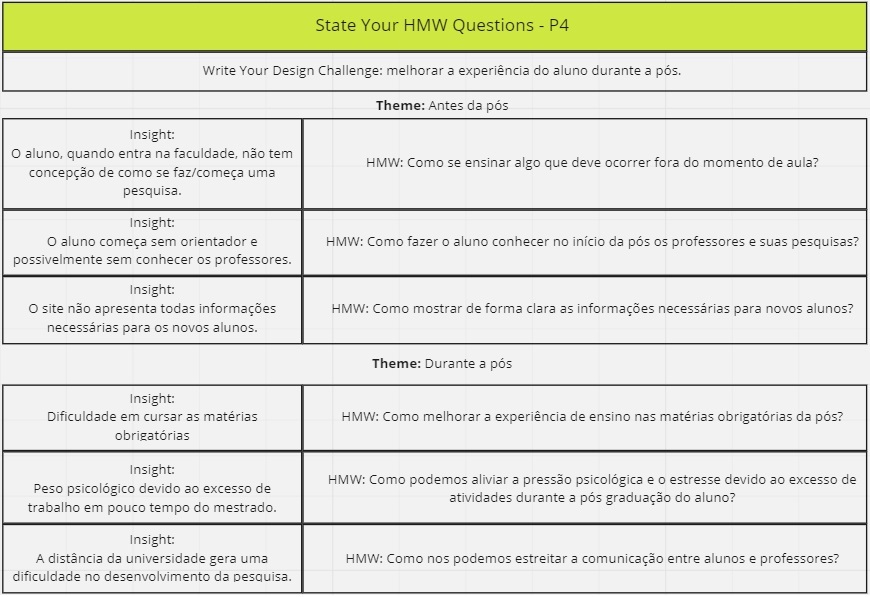 State Your HMW Questions - P4
Write Your Design Challenge: melhorar a experiência do aluno durante a pós.
Theme: Antes da pós
Insight:
O aluno, quando entra na faculdade, não tem
concepção de como se faz/começa uma
pesquisa.
HMW: Como se ensinar algo que deve ocorrer fora do momento de aula?
Insight:
O aluno começa sem orientador e
possivelmente sem conhecer os professores.
HMW: Como fazer o aluno conhecer no início da pós os professores e suas pesquisas?
Insight:
O site não apresenta todas informações
necessárias para os novos alunos.
HMW: Como mostrar de forma clara as informações necessárias para novos alunos?
Theme: Durante a pós
Insight:
Dificuldade em cursar as matérias
obrigatórias
HMW: Como melhorar a experiência de ensino nas matérias obrigatórias da pós?
Insight:
Peso psicológico devido ao excesso de
trabalho em pouco tempo do mestrado.
HMW: Como podemos aliviar a pressão psicológica e o estresse devido ao excesso de
atividades durante a pós graduação do aluno?
Insight:
A distância da universidade gera uma
dificuldade no desenvolvimento da pesquisa.
HMW: Como nos podemos estreitar a comunicação entre alunos e professores?